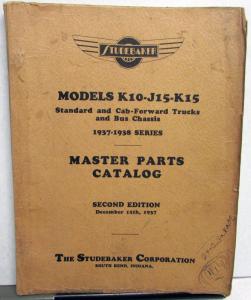 STUDEBAKER
MODELS K10-J15-K15
Standard and Cab-Forward Trucks
and Bus Chassis
1937-1938 SERIES
MASTER PARTS
CATALOG
SECOND EDITION
December 15th, 1937
THE STUDEBAKER CORPORATION
SOUTH BEND, INDIANA.